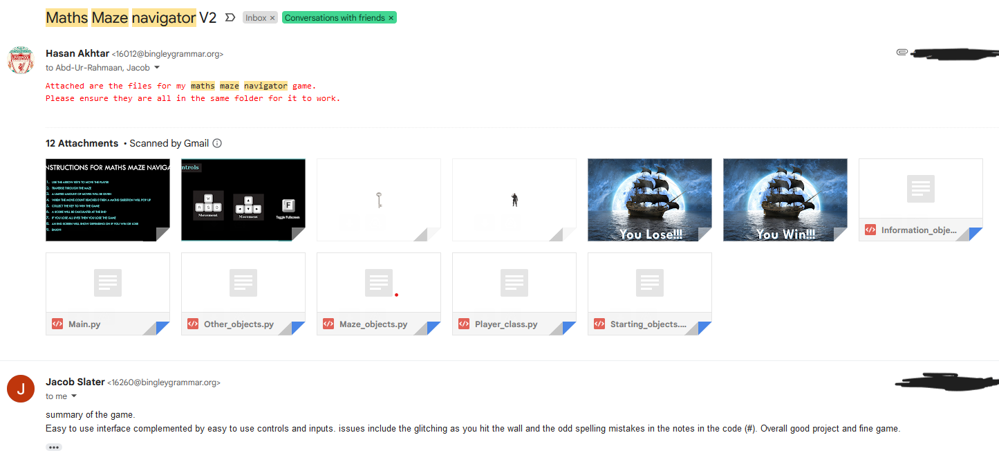 Maths Maze navigator V2 Inbox × Conversations with friends ×
Hasan Akhtar <16012@bingleygrammar.org>
to Abd-Ur-Rahmaan, Jacob
Attached are the files for my maths maze navigator game.
Please ensure they are all in the same folder for it to work.
12 Attachments • Scanned by Gmail
NSTRUCTIONS FOR MATHS MAZE NAVIGA
1. USE THE ARROW KEYS TO MOVE THE PLAYER
2. TRAVERSE THROUGH THE MAZE
3. A LIMITED AMOUNT OF MOVES WILL BE GIVEN
4. WHEN THE MOVE COUNT REACHES 0 THEN A MATHS QUESTION WILL POP UP
5. COLLECT THE KEY TO WIN THE GAME
6. A SCORE WILL BE CALCULATED AT THE END
7. IF YOU LOSE ALL LIVES THEN YOU LOSE THE GAME
8. AN END SCREEN WILL SHOW DEPENDING ON IF YOU WIN OR LOSE
9. ENJOY!
ntrols
W
A S D
F
Movement
Movement
Toggle Fullscreen
You Lose!!!
You Win!!!
Information_obje...
Main.py
Other_objects.py
Maze_objects.py
Player_class.py
Starting_objects....
J
Jacob Slater <16260@bingleygrammar.org>
to me
summary of the game.
Easy to use interface complemented by easy to use controls and inputs. issues include the glitching as you hit the wall and the odd spelling mistakes in the notes in the code (#). Overall good project and fine game.